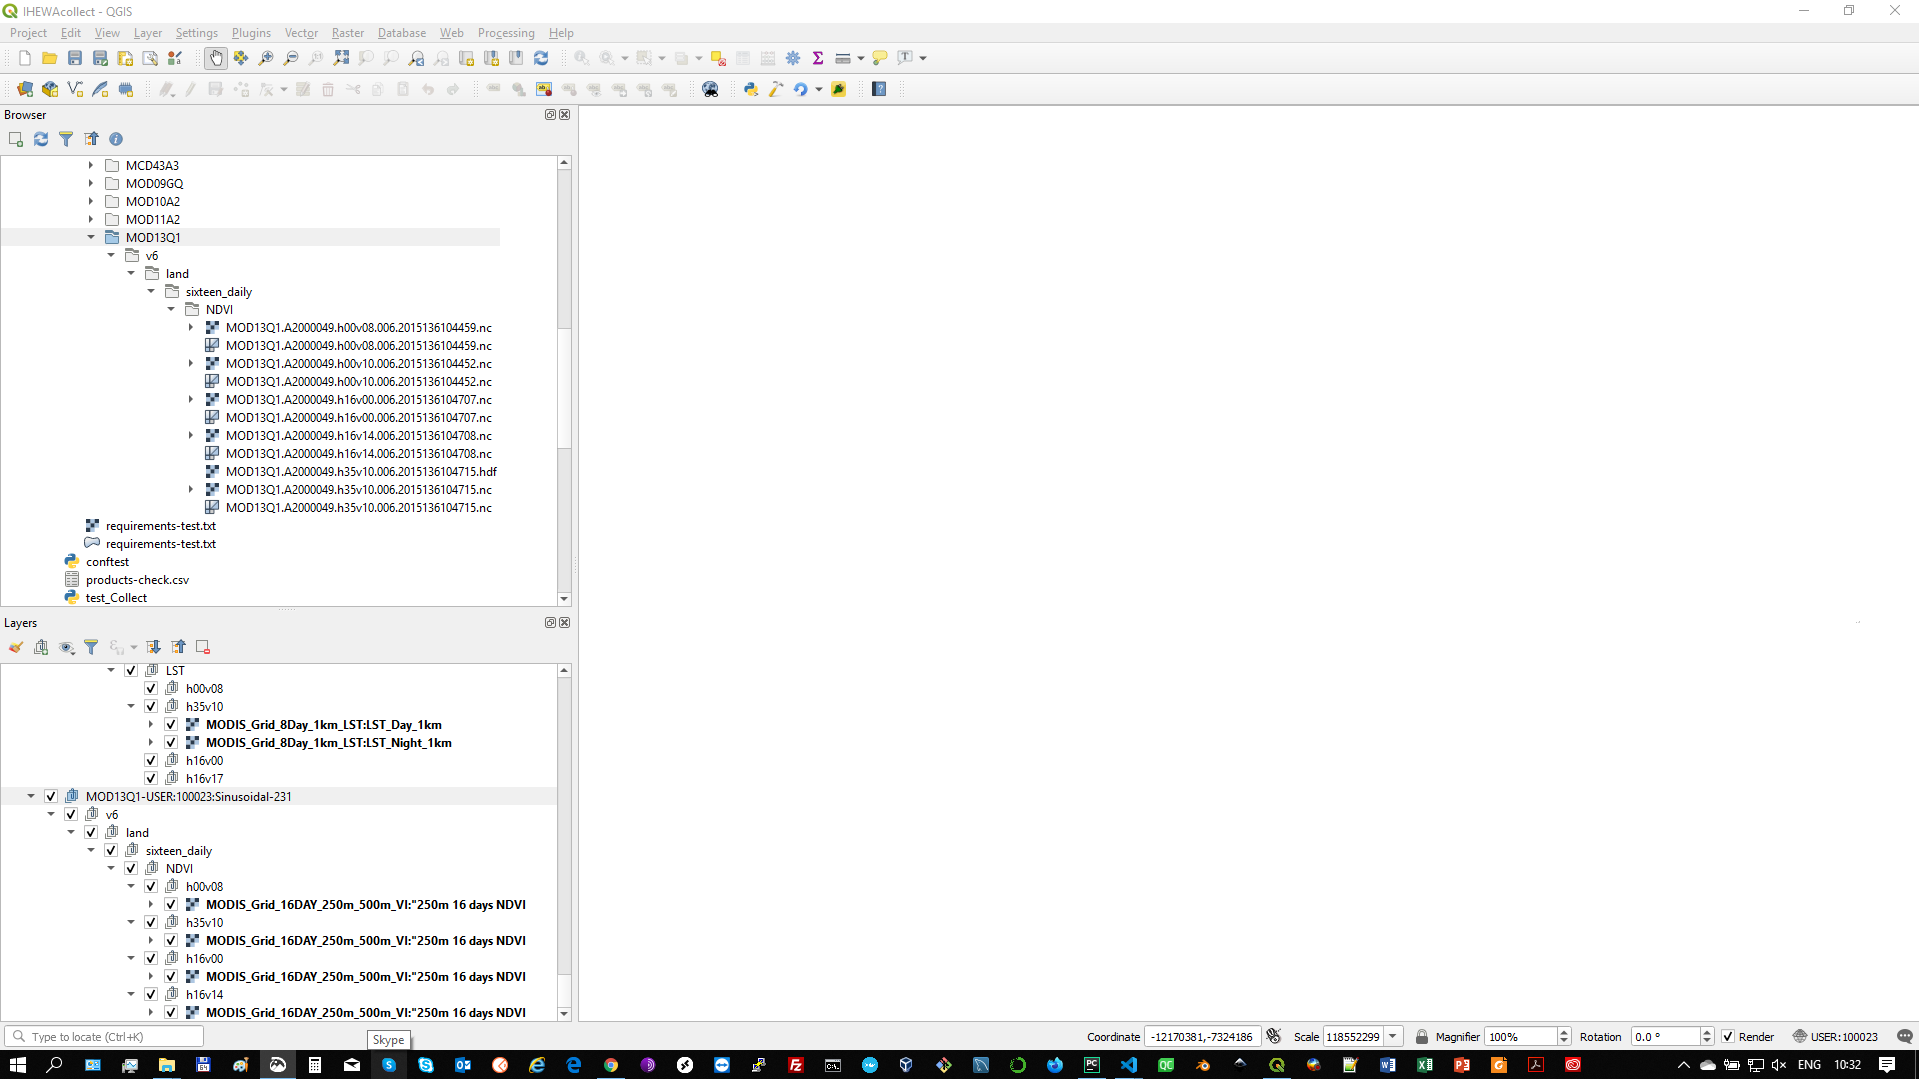 IHEWAcollect - QGIS
Project Edit View Layer Settings Plugins Vector Raster Database Web Processing Help
Browser
MCD43A3
MOD09GQ
MOD10A2
MOD11A2
MOD13Q1
v6
land
sixteen_daily
NDVI
MOD13Q1.A2000049.h00v08.006.2015136104459.nc
MOD13Q1.A2000049.h00v08.006.2015136104459.nc
MOD13Q1.A2000049.h00v10.006.2015136104452.nc
MOD13Q1.A2000049.h00v10.006.2015136104452.nc
MOD13Q1.A2000049.h16v00.006.2015136104707.nc
MOD13Q1.A2000049.h16v00.006.2015136104707.nc
MOD13Q1.A2000049.h16v14.006.2015136104708.nc
MOD13Q1.A2000049.h16v14.006.2015136104708.nc
MOD13Q1.A2000049.h35v10.006.2015136104715.hdf
MOD13Q1.A2000049.h35v10.006.2015136104715.nc
MOD13Q1.A2000049.h35v10.006.2015136104715.nc
requirements-test.txt
requirements-test.txt
conftest
products-check.csv
test_Collect
Layers
LST
h00v08
h35v10
MODIS_Grid_8Day_1km_LST:LST_Day_1km
MODIS_Grid_8Day_1km_LST:LST_Night_1km
h16v00
h16v17
MOD13Q1-USER:100023:Sinusoidal-231
v6
land
sixteen_daily
NDVI
h00v08
MODIS_Grid_16DAY_250m_500m_VI:"250m 16 days NDVI
h35v10
MODIS_Grid_16DAY_250m_500m_VI:"250m 16 days NDVI
h16v00
MODIS_Grid_16DAY_250m_500m_VI:"250m 16 days NDVI
h16v14
MODIS_Grid_16DAY_250m_500m_VI:"250m 16 days NDVI
Type to locate (Ctrl+K)
Skype
Coordinate -12170381,-7324186 Scale 118552299 Magnifier 100% Rotation 0.0 ° Render USER:100023
ENG 10:32